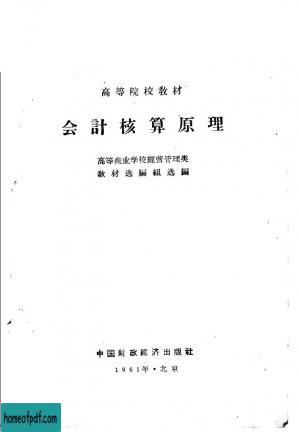 高等院校教材
会計核算原理
高等商业学校經营管理类
教材选編組选編
中国財政經济出版社
1961年·北京
homeofpdf.com